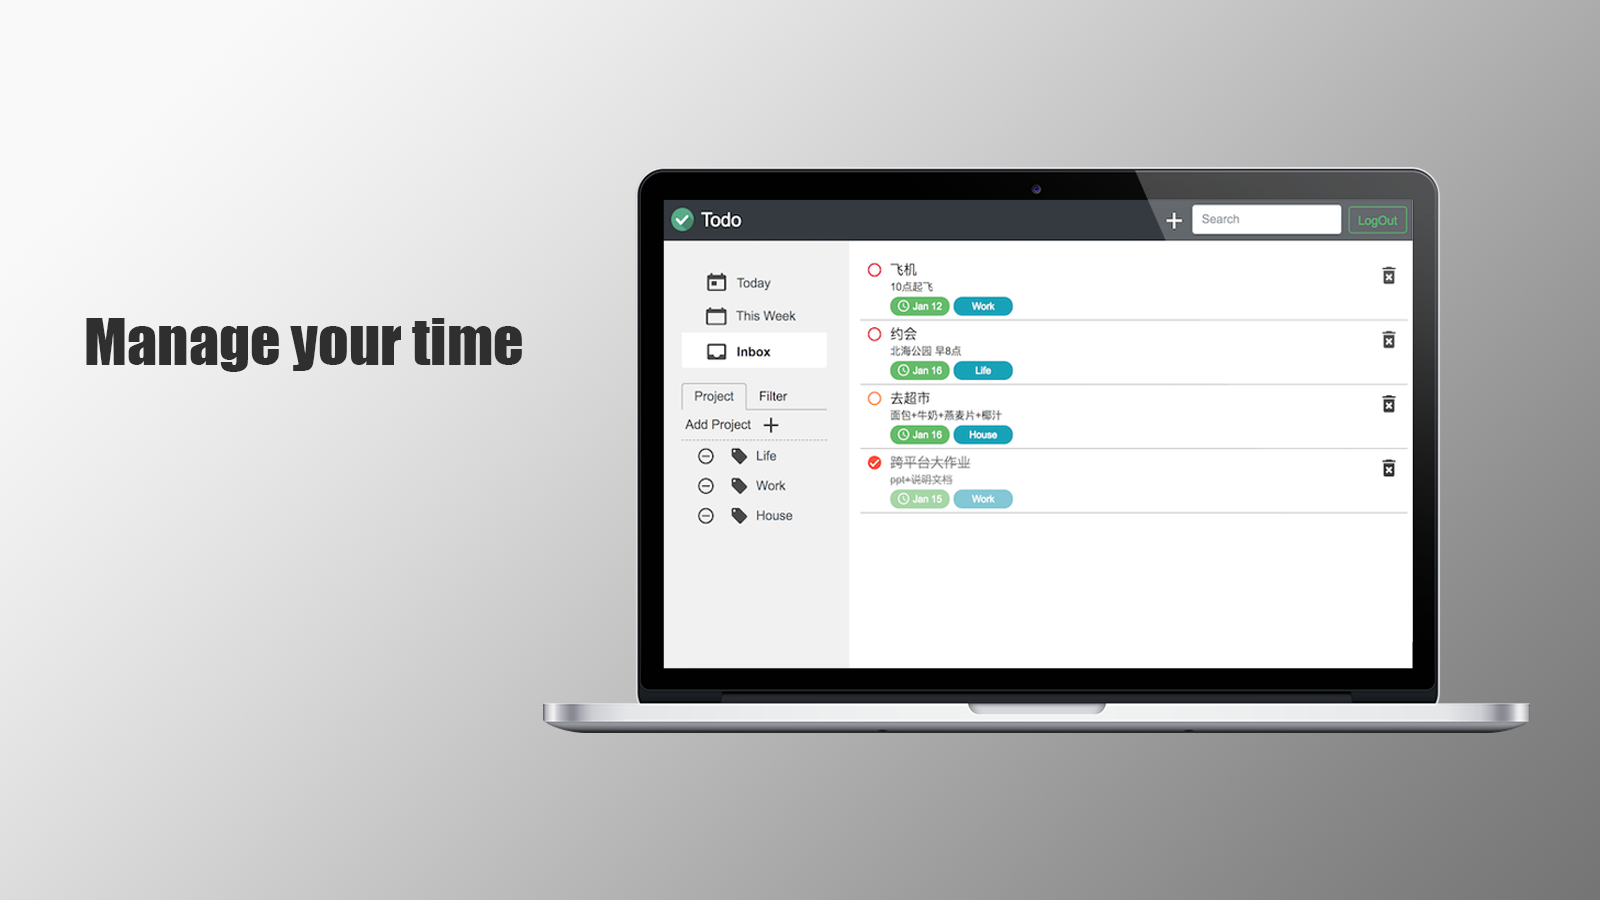 Manage your time
Todo
Search
LogOut
Today
This Week
Inbox
Project Filter
Add Project
Life
Work
House
飞机
10点起飞
Jan 12 Work
约会
北海公园 早8点
Jan 16 Life
去超市
面包+牛奶+燕麦片+椰汁
Jan 16 House
跨平台大作业
ppt+说明文档
Jan 15 Work